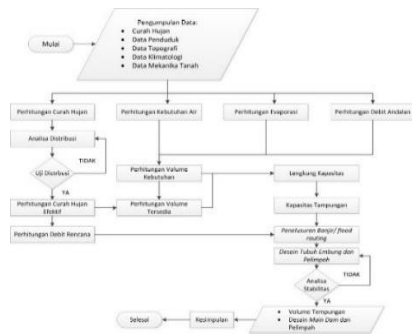 Mulai
Pengumpulan Data:
• Curah Hujan
• Data Penduduk
• Data Topografi
• Data Klimatologi
• Data Mekanika Tanah
Perhitungan Curah Hujan
Perhitungan Kebutuhan Air
Perhitungan Evaporasi
Perhitungan Debit Andalan
Analisa Distribusi
TIDAK
Uji Distribusi
YA
Perhitungan Volume
Kebutuhan
Lengkung Kapasitas
Perhitungan Curah Hujan
Efektif
Perhitungan Volume
Tersedia
Kapasitas Tampungan
Perhitungan Debit Rencana
Penelusuran Banjir/ flood
routing
Desain Tubuh Embung dan
Pelimpah
TIDAK
Analisa
Stabilitas
YA
Selesai
Kesimpulan
• Volume Tampungan
• Desain Main Dam dan
Pelimpah